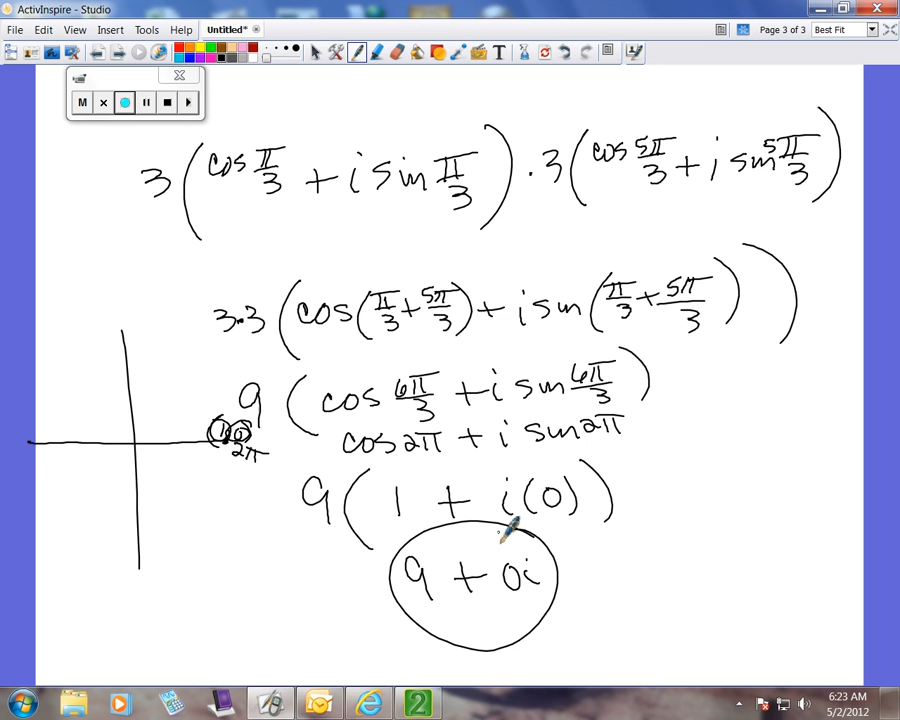 ActivInspire - Studio
File Edit View Insert Tools Help Untitled* Page 3 of 3 Best Fit
M
3(cos π/3 + i sin π/3) · 3(cos 5π/3 + i sin 5π/3)
3·3(cos(π/3 + 5π/3) + i sin(π/3 + 5π/3))
9(cos 6π/3 + i sin 6π/3)
cos 2π + i sin 2π
2π
9(1 + i(0))
9 + 0i
6:23 AM
5/2/2012